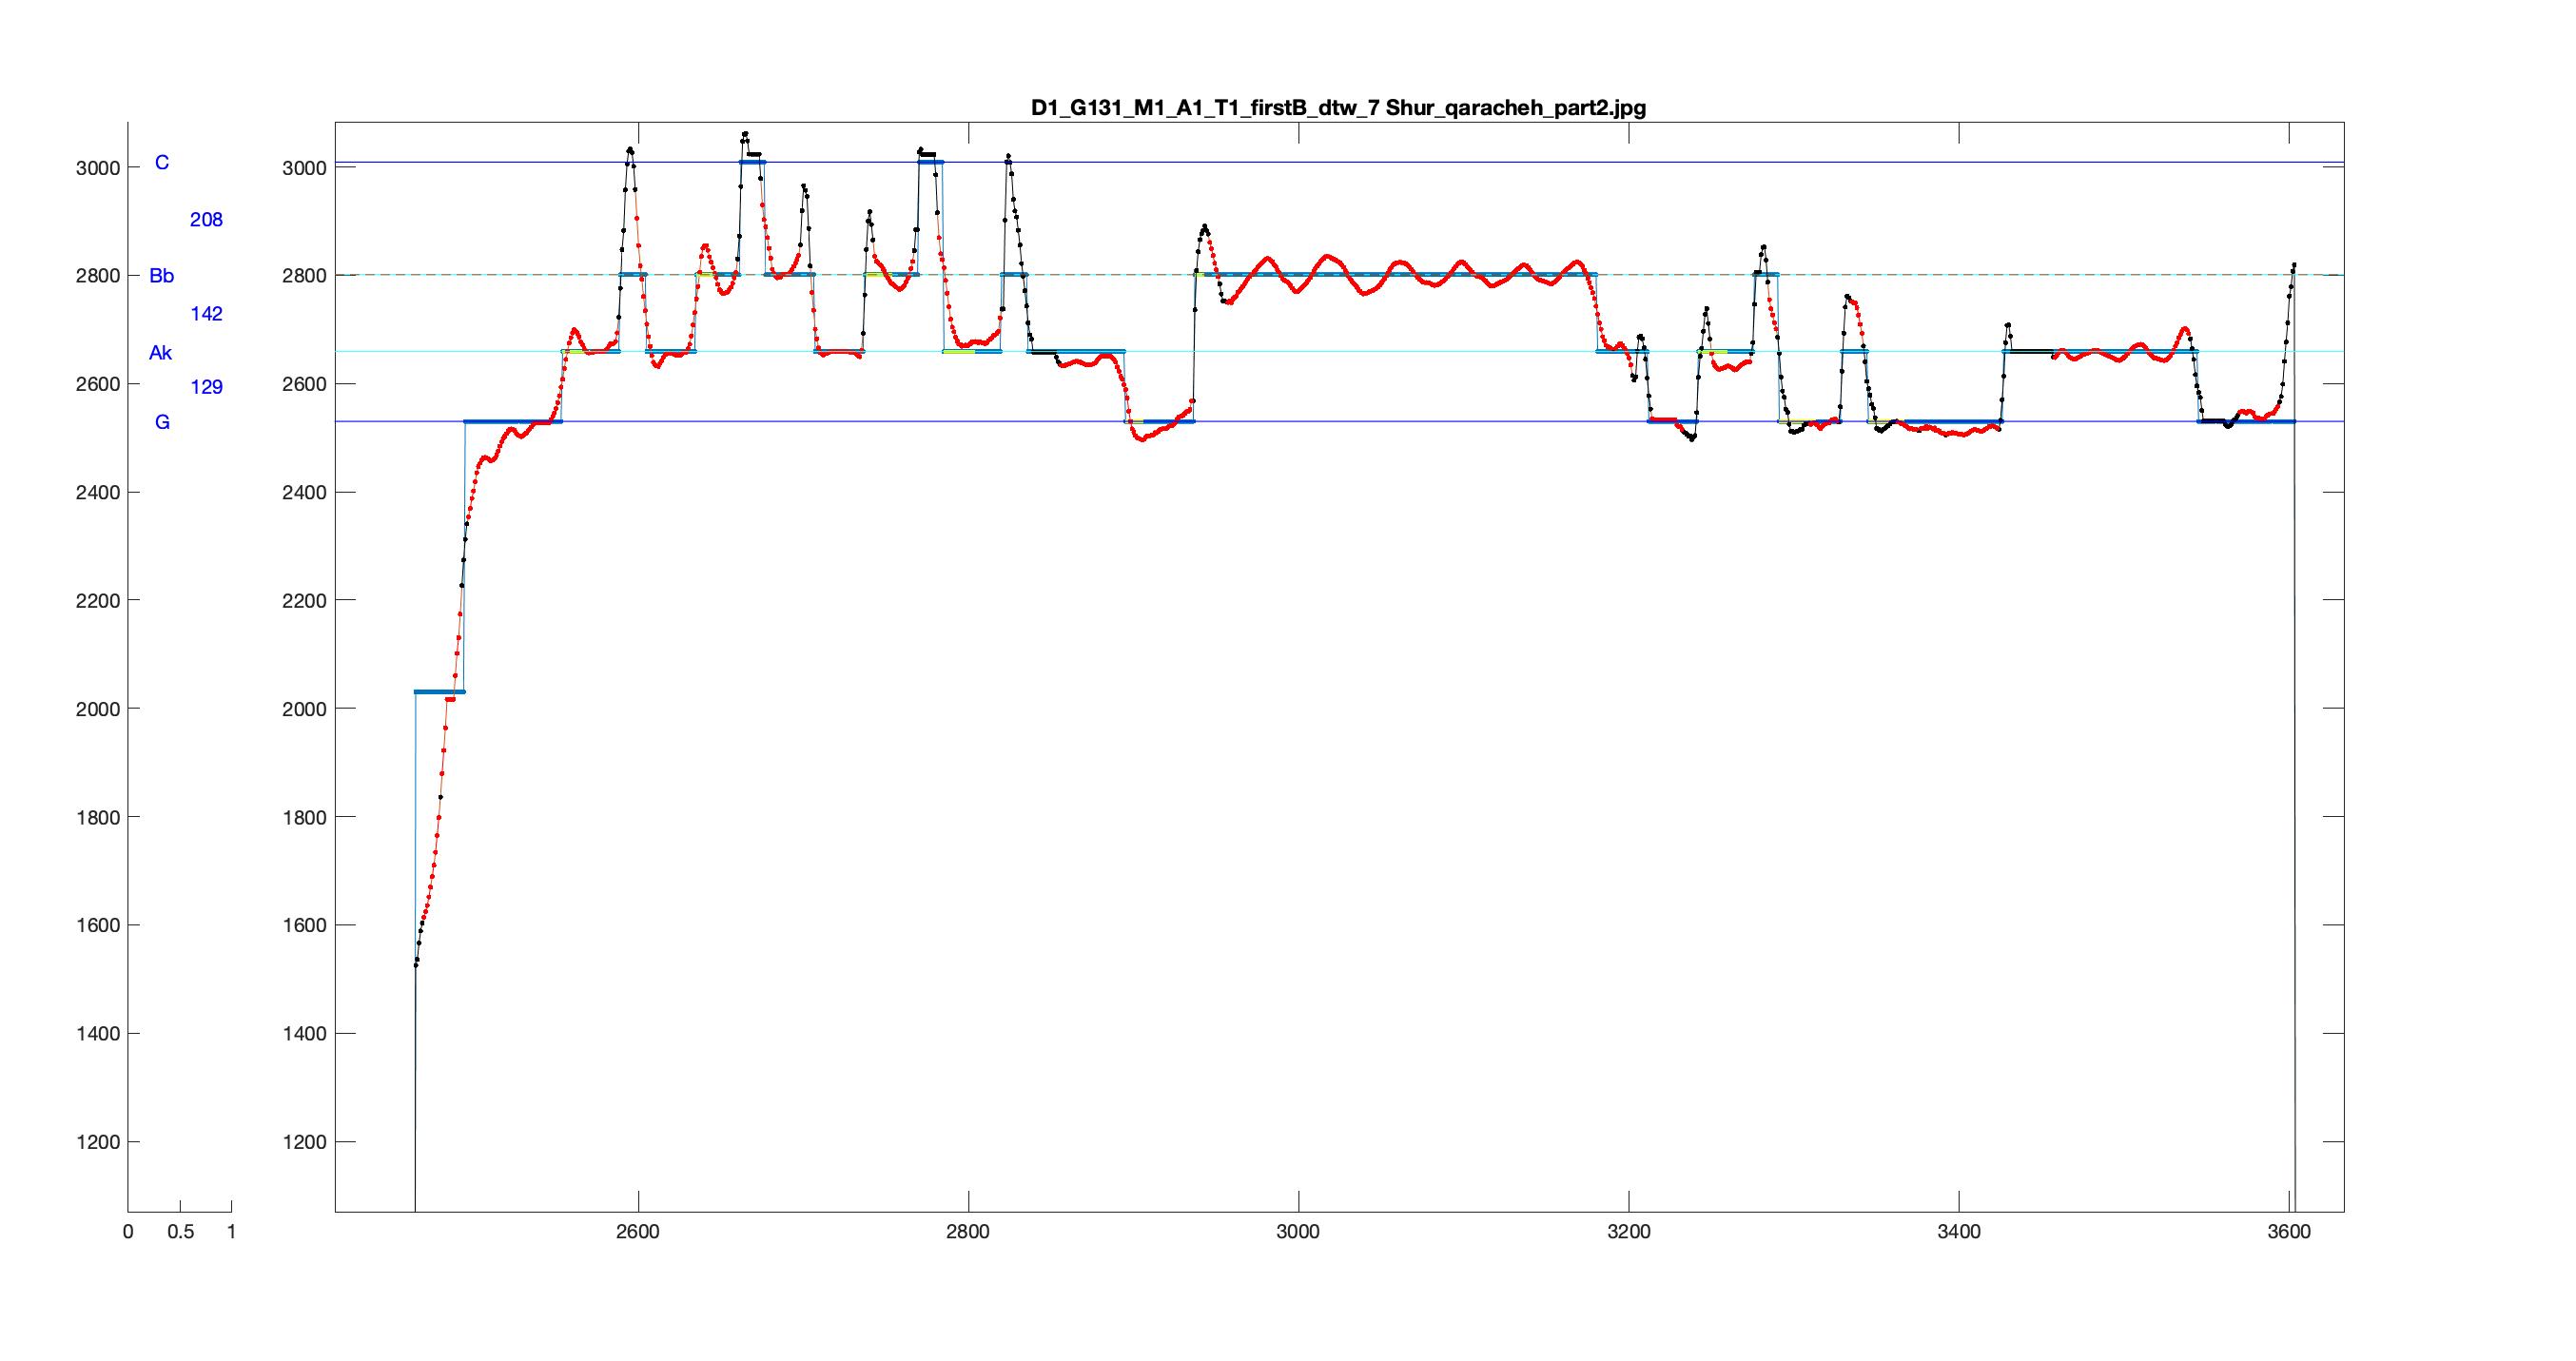 D1_G131_M1_A1_T1_firstB_dtw_7 Shur_qaracheh_part2.jpg
3000 C 3000
208
2800 Bb 2800
142
Ak
2600 2600
129
G
2400 2400
2200 2200
2000 2000
1800 1800
1600 1600
1400 1400
1200 1200
0 0.5 1 2600 2800 3000 3200 3400 3600